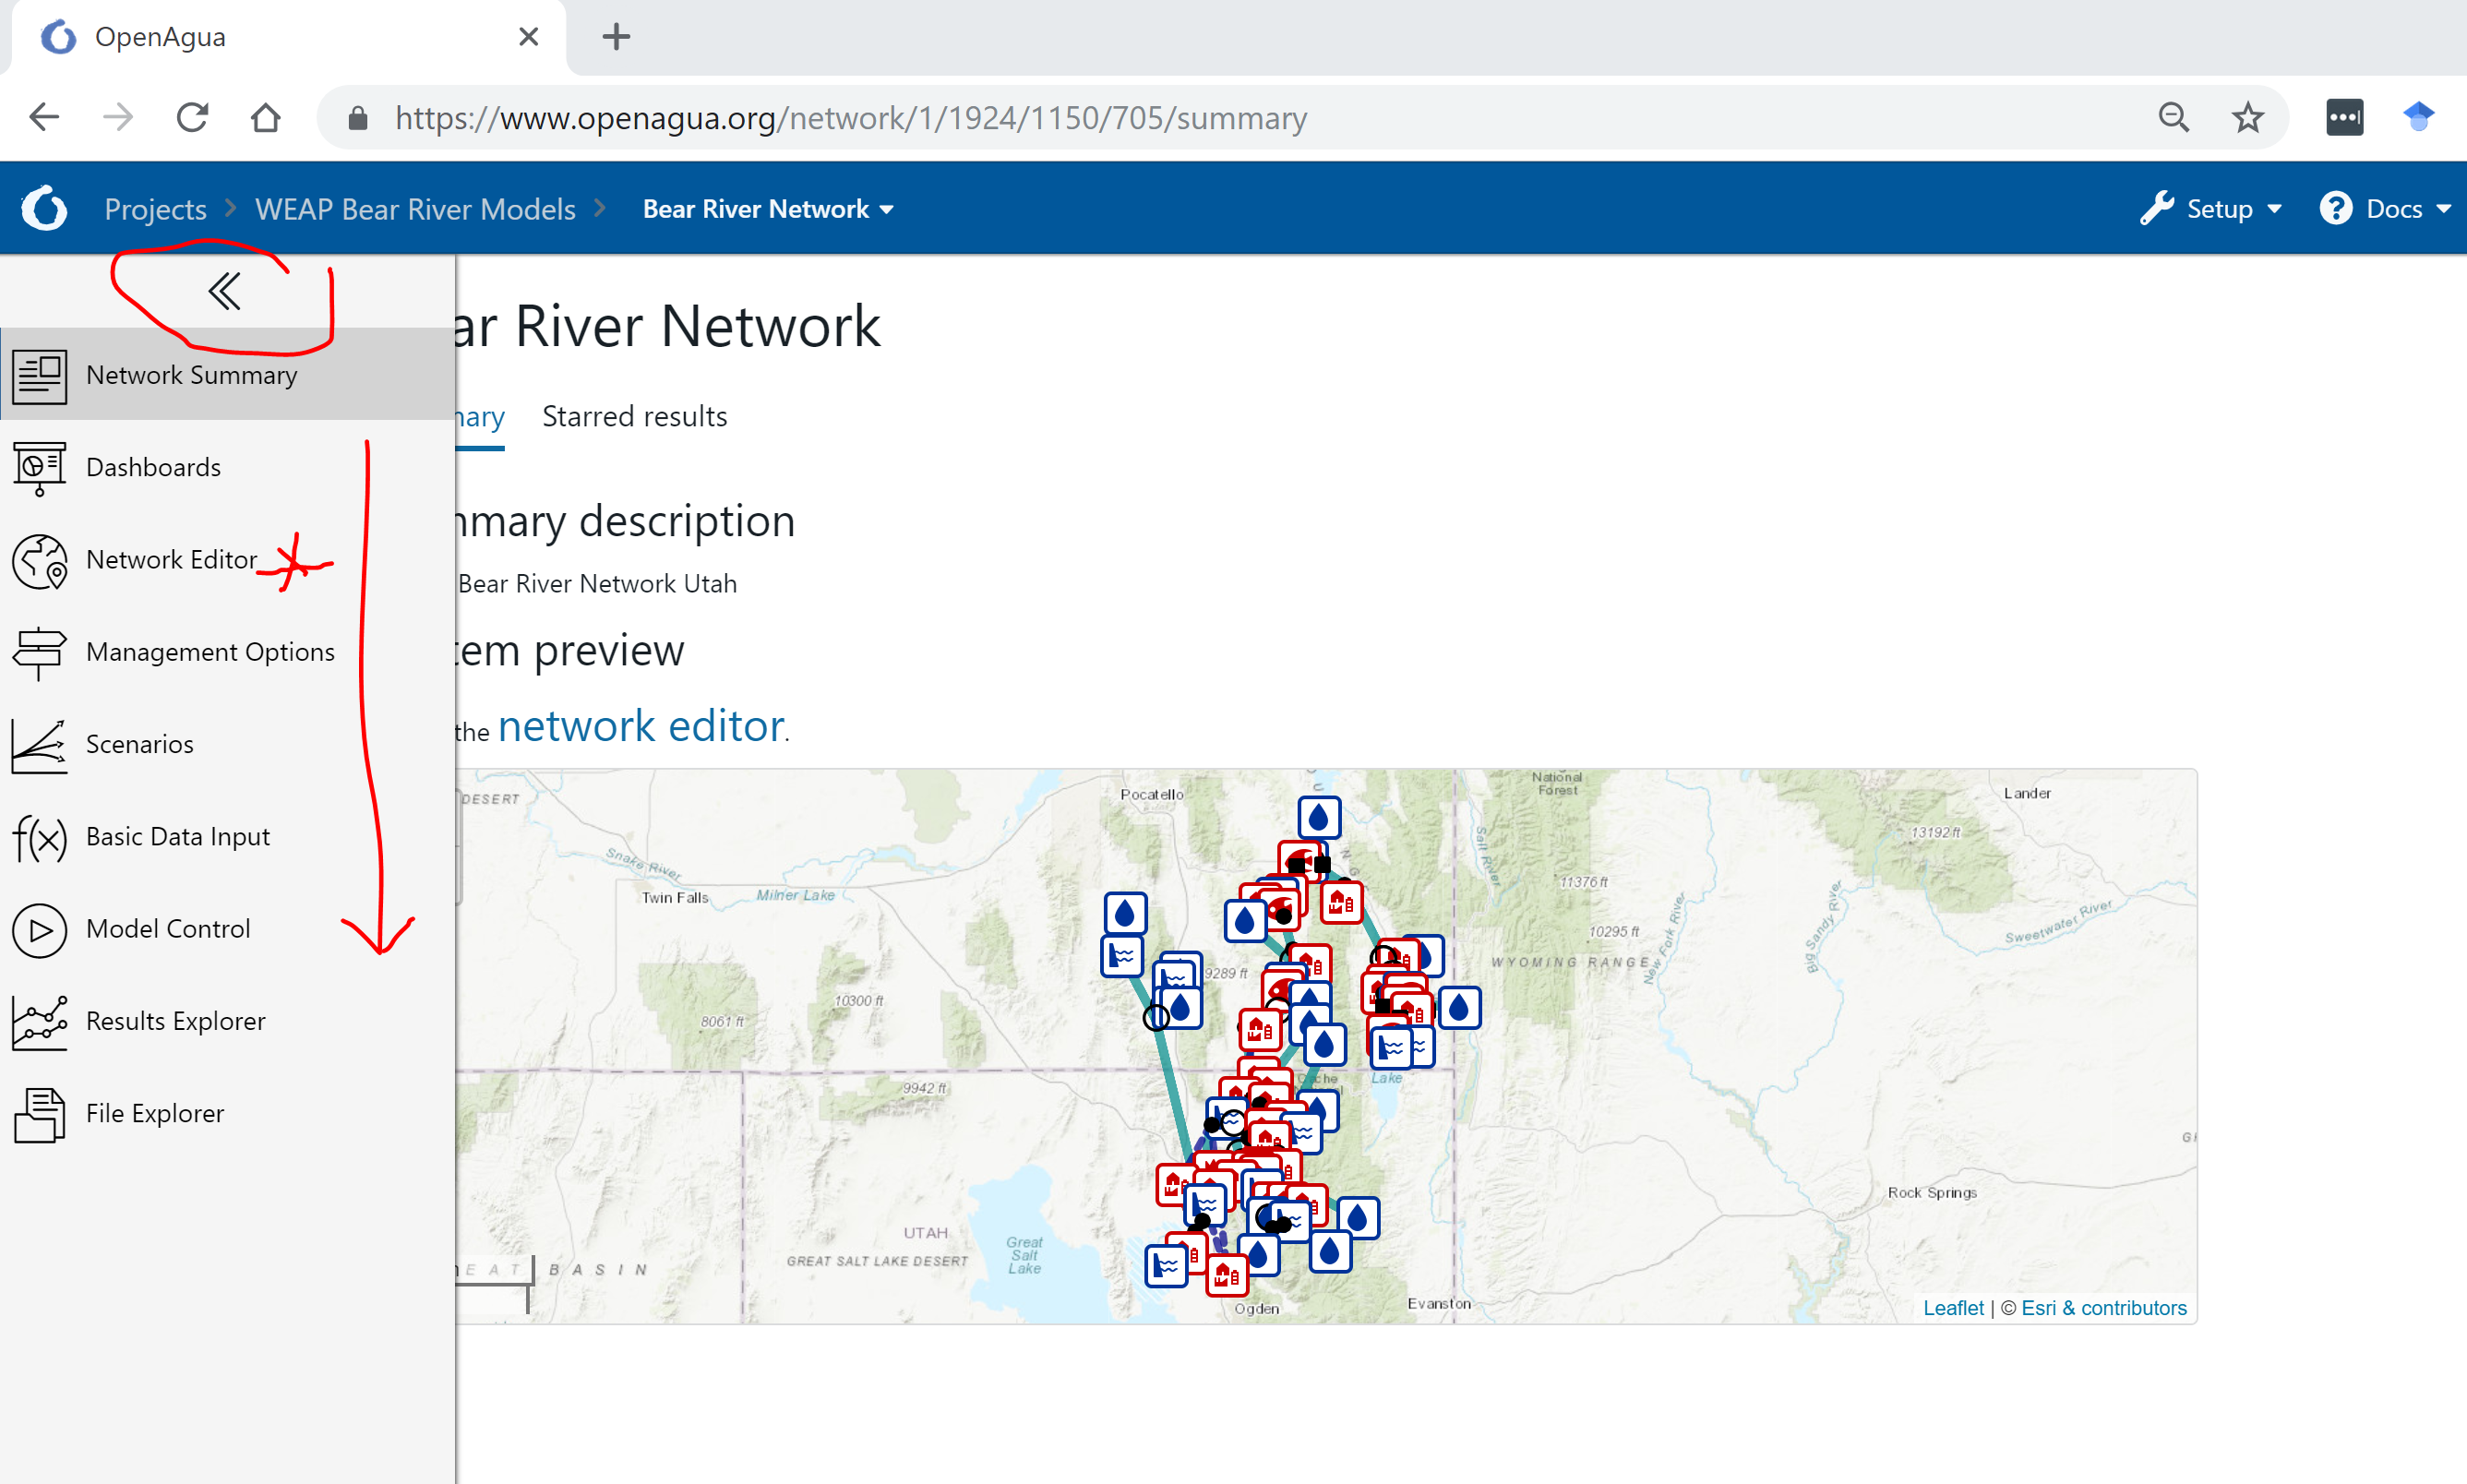 OpenAgua
https://www.openagua.org/network/1/1924/1150/705/summary
Projects > WEAP Bear River Models > Bear River Network
Setup
Docs
Network Summary
Dashboards
Network Editor
Management Options
Scenarios
Basic Data Input
Model Control
Results Explorer
File Explorer
ar River Network
mary Starred results
mmary description
Bear River Network Utah
tem preview
the network editor.
DESERT
Pocatello
National
Forest
Lander
13192 ft
Snake River
Twin Falls
Milner Lake
Salt River
11376 ft
New Fork River
Big Sandy River
Sweetwater River
10295 ft
WYOMING RANGE
9289 ft
10300 ft
8061 ft
9942 ft
Lake
Rock Springs
UTAH
GREAT SALT LAKE DESERT
Great
Salt
Lake
EAT BASIN
Ogden
Evanston
Leaflet | © Esri & contributors